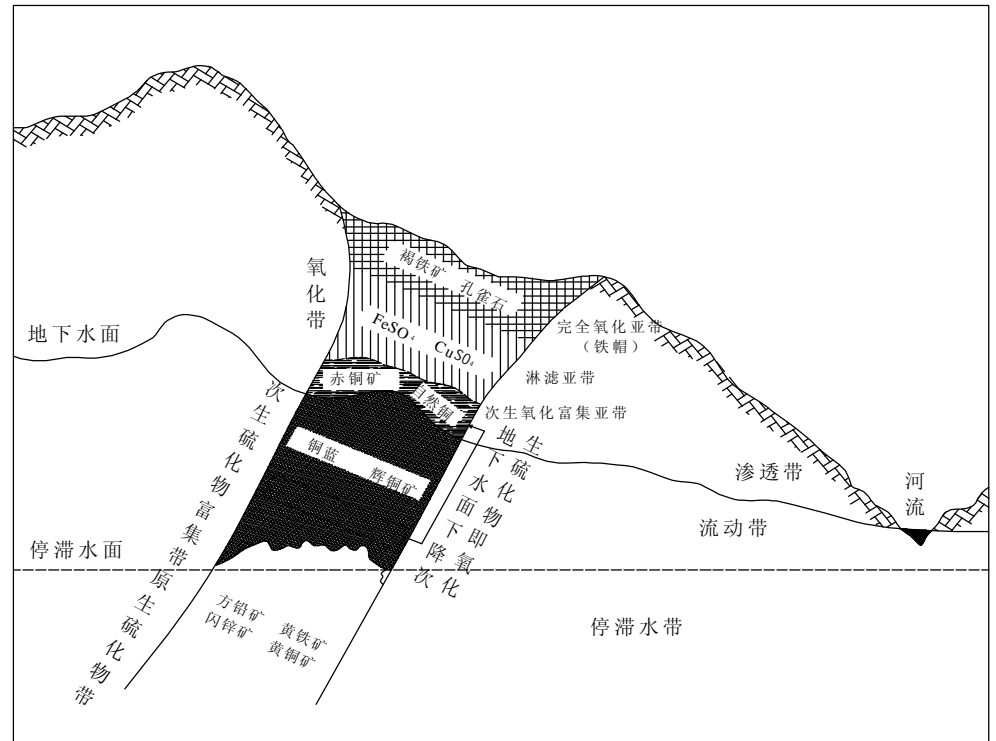 氧化带
褐铁矿 孔雀石
FeSO4 CuSO4
完全氧化亚带
（铁帽）
地下水面
赤铜矿
自然铜
淋滤亚带
次生氧化富集亚带
次生硫化物富集带原生硫化物带
铜蓝 辉铜矿
地下水面下降次
生硫化物即氧化
渗透带
河流
流动带
停滞水面
方铅矿
闪锌矿
黄铁矿
黄铜矿
停滞水带